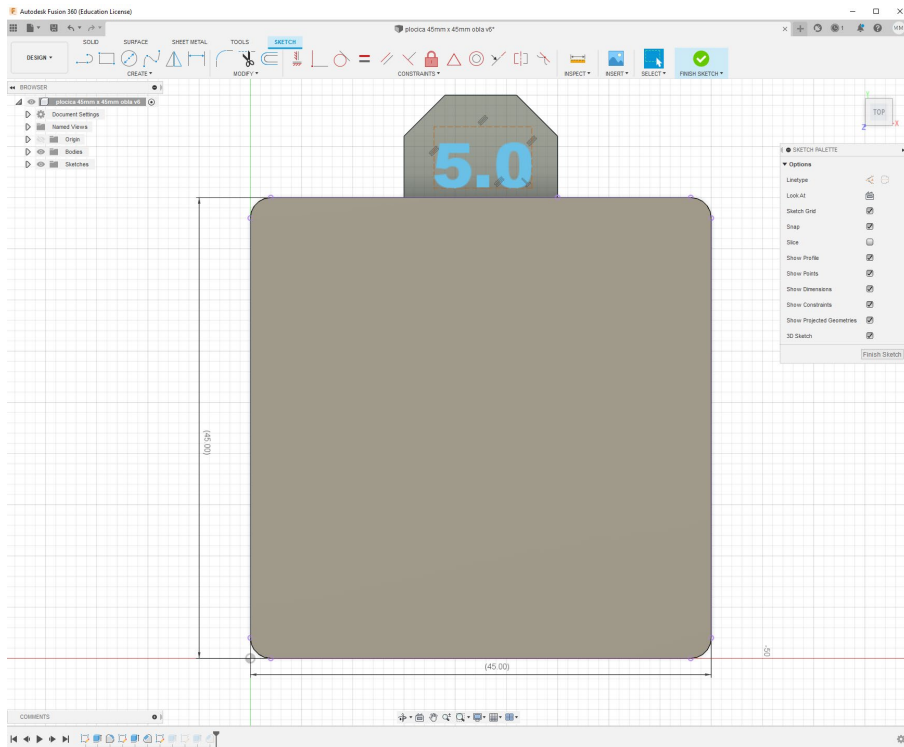 Autodesk Fusion 360 (Education License)
plocica 45mm x 45mm obla v6*
1
SOLID SURFACE SHEET METAL TOOLS SKETCH
DESIGN
CREATE MODIFY CONSTRAINTS INSPECT INSERT SELECT FINISH SKETCH
BROWSER
plocica 45mm x 45mm obla v6
Document Settings
Named Views
Origin
Bodies
Sketches
TOP
X
Z
SKETCH PALETTE
Options
Linetype
Look At
Sketch Grid
Snap
Slice
Show Profile
Show Points
Show Dimensions
Show Constraints
Show Projected Geometries
3D Sketch
Finish Sketch
5.0
(45.00)
(45.00)
-50
COMMENTS